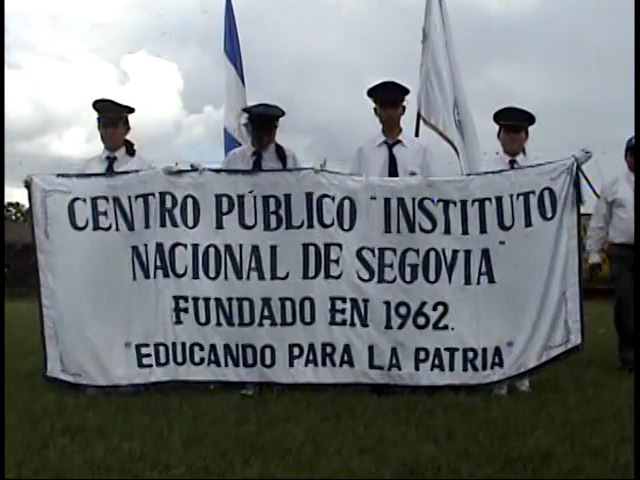 CENTRO PÚBLICO "INSTITUTO
NACIONAL DE SEGOVIA"
FUNDADO EN 1962.
"EDUCANDO PARA LA PATRIA"